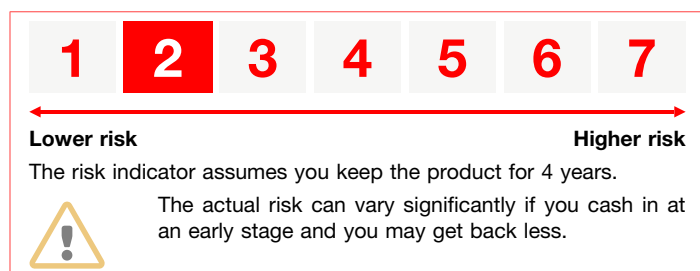 1 2 3 4 5 6 7
Lower risk Higher risk
The risk indicator assumes you keep the product for 4 years.
The actual risk can vary significantly if you cash in at
an early stage and you may get back less.